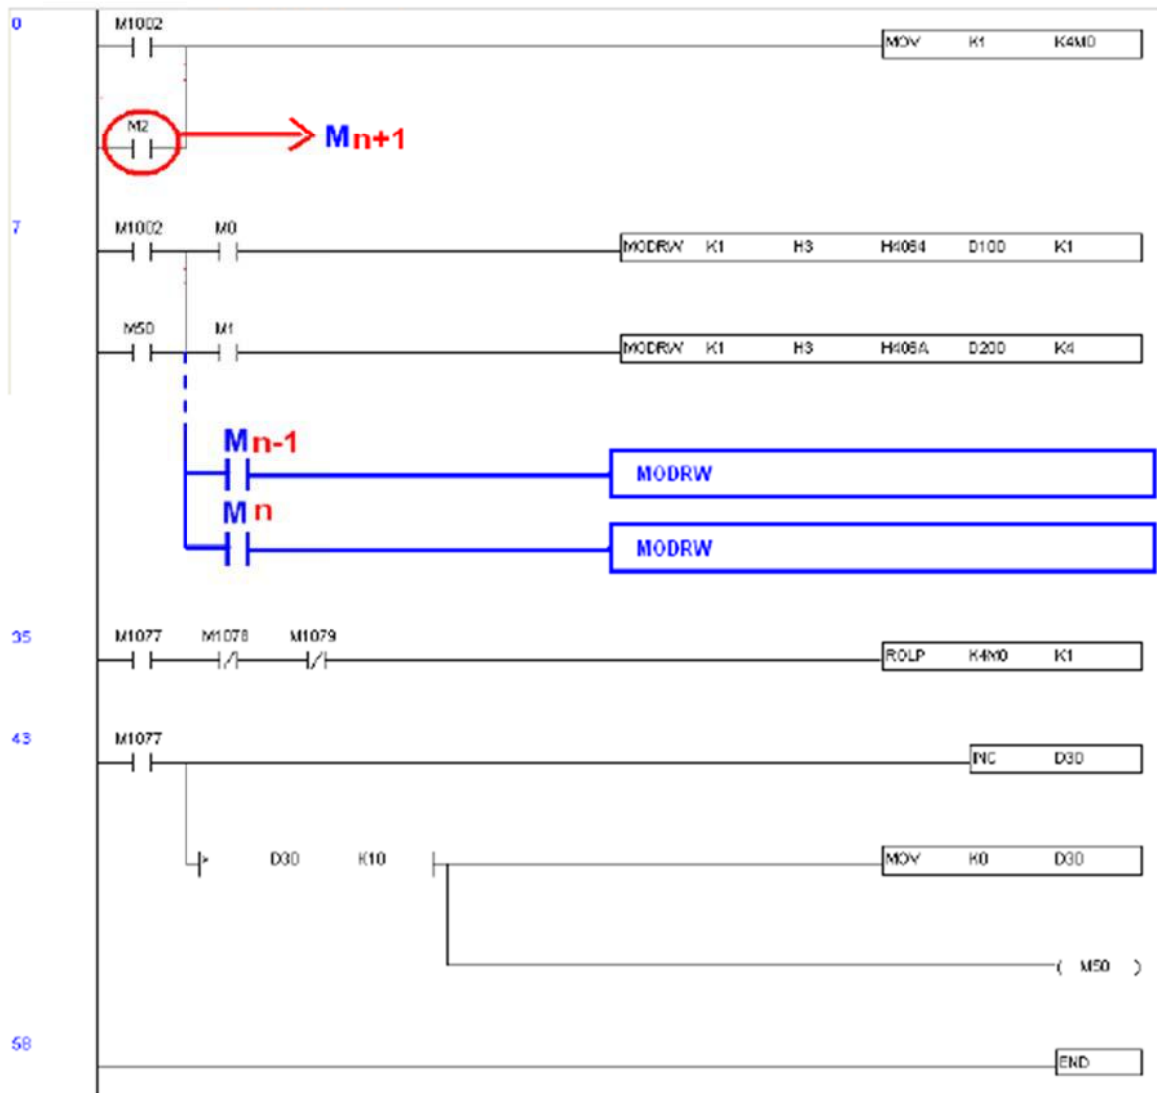 0
M1002
MOV K1 K4M0
M2
Mn+1
7
M1002 M0
MODRW K1 H3 H4064 D100 K1
M50 M1
MODRW K1 H3 H406A D200 K4
Mn-1
MODRW
Mn
MODRW
35
M1077 M1078 M1079
ROLP K4M0 K1
43
M1077
INC D30
> D30 K10
MOV K0 D30
( M50 )
58
END